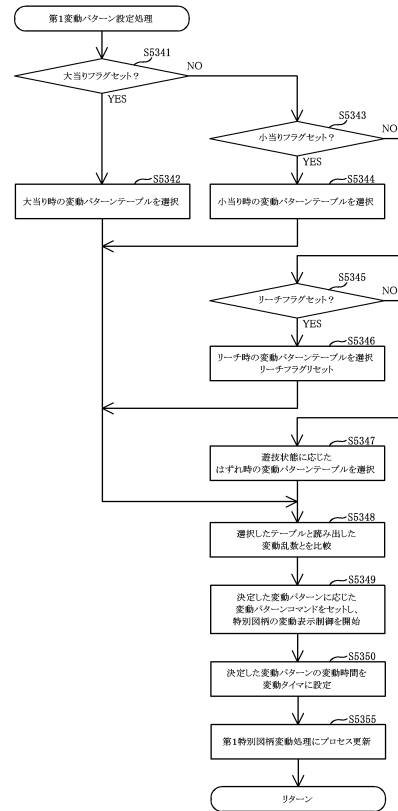 第1変動パターン設定処理
S5341
大当りフラグセット？
NO
YES
S5343
小当りフラグセット？
NO
YES
S5342
大当り時の変動パターンテーブルを選択
S5344
小当り時の変動パターンテーブルを選択
S5345
リーチフラグセット？
NO
YES
S5346
リーチ時の変動パターンテーブルを選択
リーチフラグリセット
S5347
遊技状態に応じた
はずれ時の変動パターンテーブルを選択
S5348
選択したテーブルと読み出した
変動乱数とを比較
S5349
決定した変動パターンに応じた
変動パターンコマンドをセットし、
特別図柄の変動表示制御を開始
S5350
決定した変動パターンの変動時間を
変動タイマに設定
S5355
第1特別図柄変動処理にプロセス更新
リターン